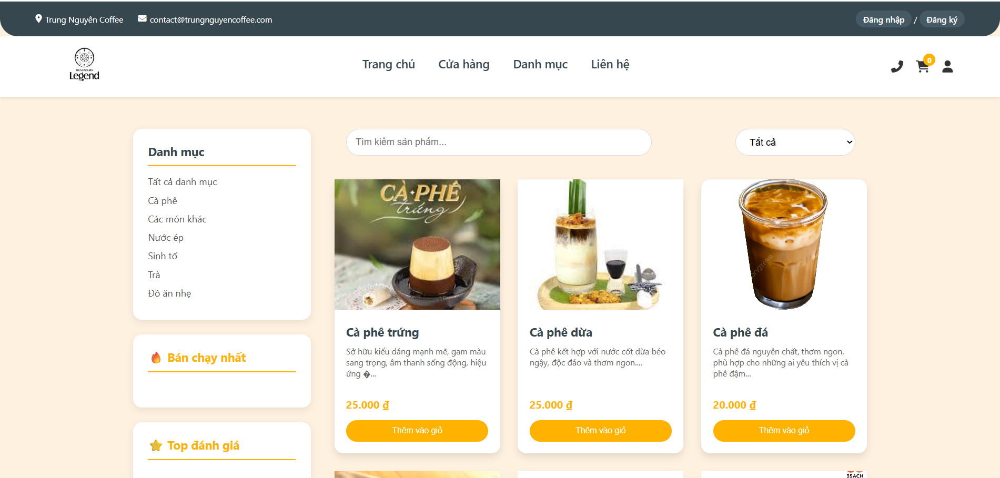 Trung Nguyên Coffee
contact@trungnguyencoffee.com
Đăng nhập / Đăng ký
TRUNG NGUYÊN
Legend
Trang chủ
Cửa hàng
Danh mục
Liên hệ
0
Danh mục
Tất cả danh mục
Cà phê
Các món khác
Nước ép
Sinh tố
Trà
Đồ ăn nhẹ
Bán chạy nhất
Top đánh giá
Tìm kiếm sản phẩm...
Tất cả
CÀ PHÊ
trứng
Cà phê trứng
Sở hữu kiểu dáng mạnh mẽ, gam màu
sang trọng, âm thanh sống động, hiệu
ứng �...
25.000 ₫
Thêm vào giỏ
Cà phê dừa
Cà phê kết hợp với nước cốt dừa béo
ngậy, độc đáo và thơm ngon....
25.000 ₫
Thêm vào giỏ
Cà phê đá
Cà phê đá nguyên chất, thơm ngon,
phù hợp cho những ai yêu thích vị cà
phê đậm...
20.000 ₫
Thêm vào giỏ
3SACH